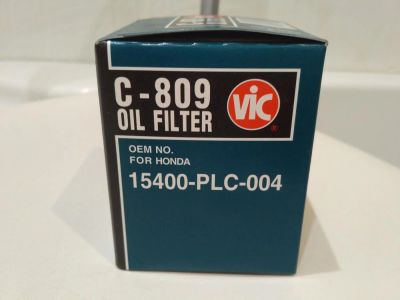 C-809
OIL FILTER
VIC
®
OEM NO.
FOR HONDA
15400-PLC-004